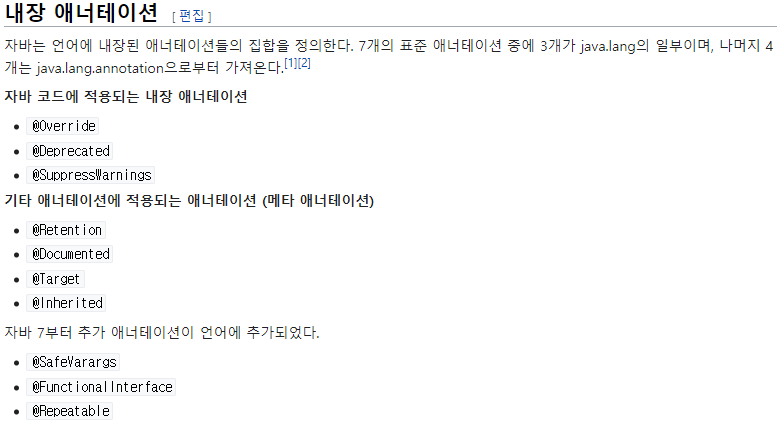 내장 애너테이션 [ 편집 ]
자바는 언어에 내장된 애너테이션들의 집합을 정의한다. 7개의 표준 애너테이션 중에 3개가 java.lang의 일부이며, 나머지 4
개는 java.lang.annotation으로부터 가져온다.[1][2]
자바 코드에 적용되는 내장 애너테이션
@Override
@Deprecated
@SuppressWarnings
기타 애너테이션에 적용되는 애너테이션 (메타 애너테이션)
@Retention
@Documented
@Target
@Inherited
자바 7부터 추가 애너테이션이 언어에 추가되었다.
@SafeVarargs
@FunctionalInterface
@Repeatable